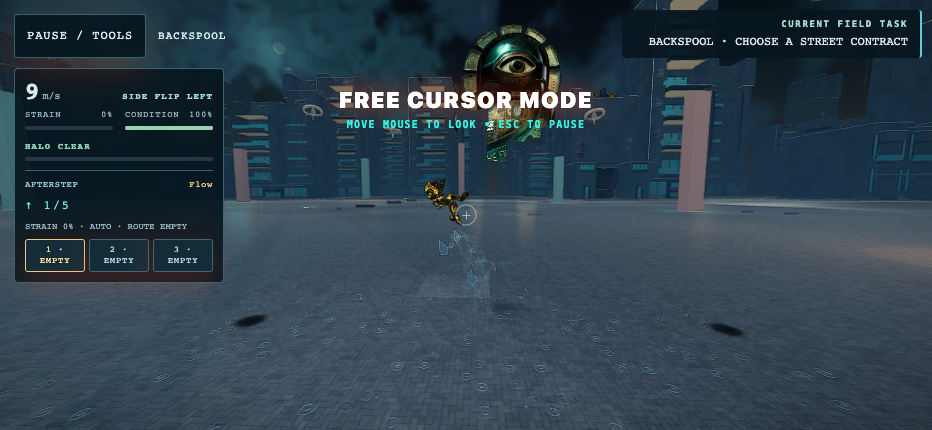 PAUSE / TOOLS
BACKSPOOL
CURRENT FIELD TASK
BACKSPOOL • CHOOSE A STREET CONTRACT
9 m/s
SIDE FLIP LEFT
STRAIN 0%
CONDITION 100%
HALO CLEAR
AFTERSTEP
Flow
↑ 1/5
STRAIN 0% • AUTO • ROUTE EMPTY
1 • EMPTY
2 • EMPTY
3 • EMPTY
FREE CURSOR MODE
MOVE MOUSE TO LOOK • ESC TO PAUSE